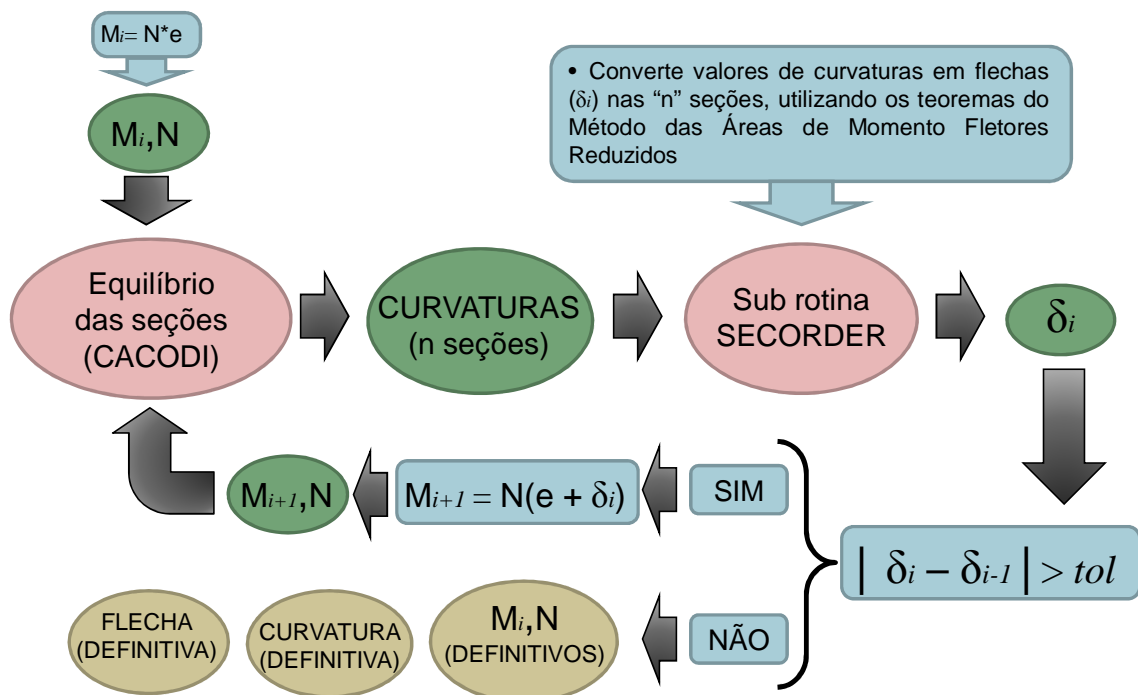 Mi= N*e
• Converte valores de curvaturas em flechas
(δi) nas “n” seções, utilizando os teoremas do
Método das Áreas de Momento Fletores
Reduzidos
Mi,N
Equilíbrio
das seções
(CACODI)
CURVATURAS
(n seções)
Sub rotina
SECORDER
δi
Mi+1,N
Mi+1 = N(e + δi)
SIM
| δi – δi-1 | > tol
FLECHA
(DEFINITIVA)
CURVATURA
(DEFINITIVA)
Mi,N
(DEFINITIVOS)
NÃO